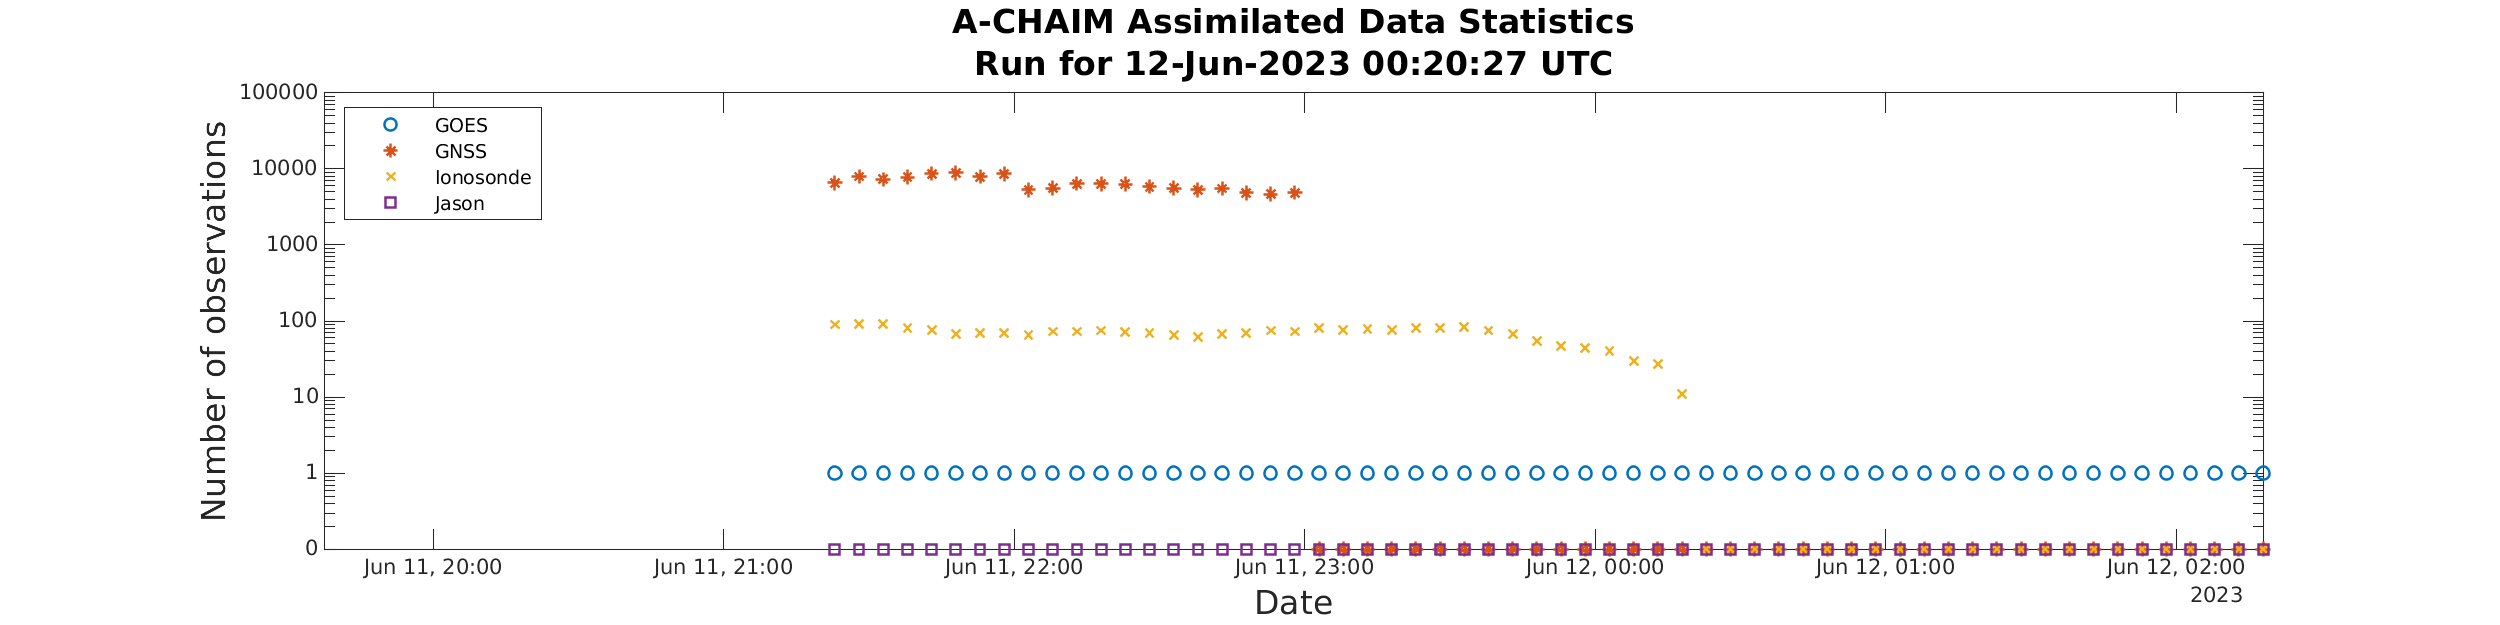 A-CHAIM Assimilated Data Statistics
Run for 12-Jun-2023 00:20:27 UTC
Number of observations
100000
10000
1000
100
10
1
0
GOES
GNSS
Ionosonde
Jason
Jun 11, 20:00
Jun 11, 21:00
Jun 11, 22:00
Jun 11, 23:00
Jun 12, 00:00
Jun 12, 01:00
Jun 12, 02:00
2023
Date